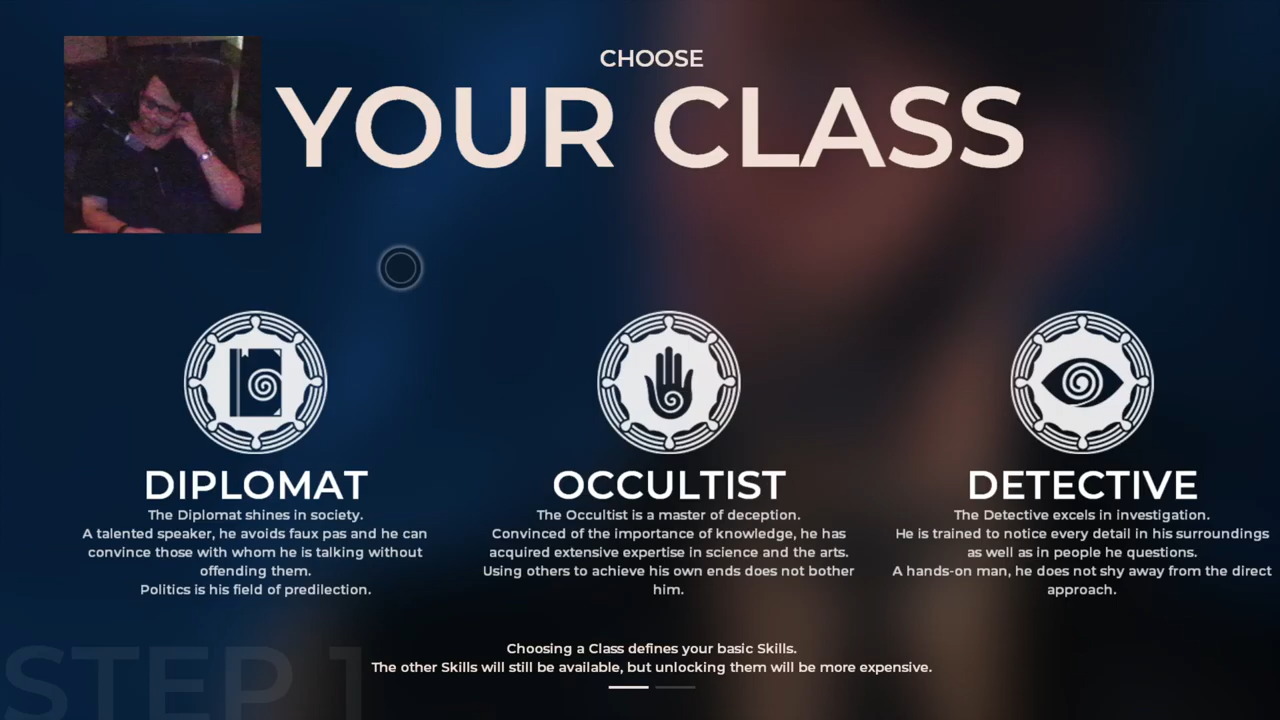 CHOOSE
YOUR CLASS
DIPLOMAT
The Diplomat shines in society.
A talented speaker, he avoids faux pas and he can
convince those with whom he is talking without
offending them.
Politics is his field of predilection.
OCCULTIST
The Occultist is a master of deception.
Convinced of the importance of knowledge, he has
acquired extensive expertise in science and the arts.
Using others to achieve his own ends does not bother
him.
DETECTIVE
The Detective excels in investigation.
He is trained to notice every detail in his surroundings
as well as in people he questions.
A hands-on man, he does not shy away from the direct
approach.
Choosing a Class defines your basic Skills.
The other Skills will still be available, but unlocking them will be more expensive.
STEP 1